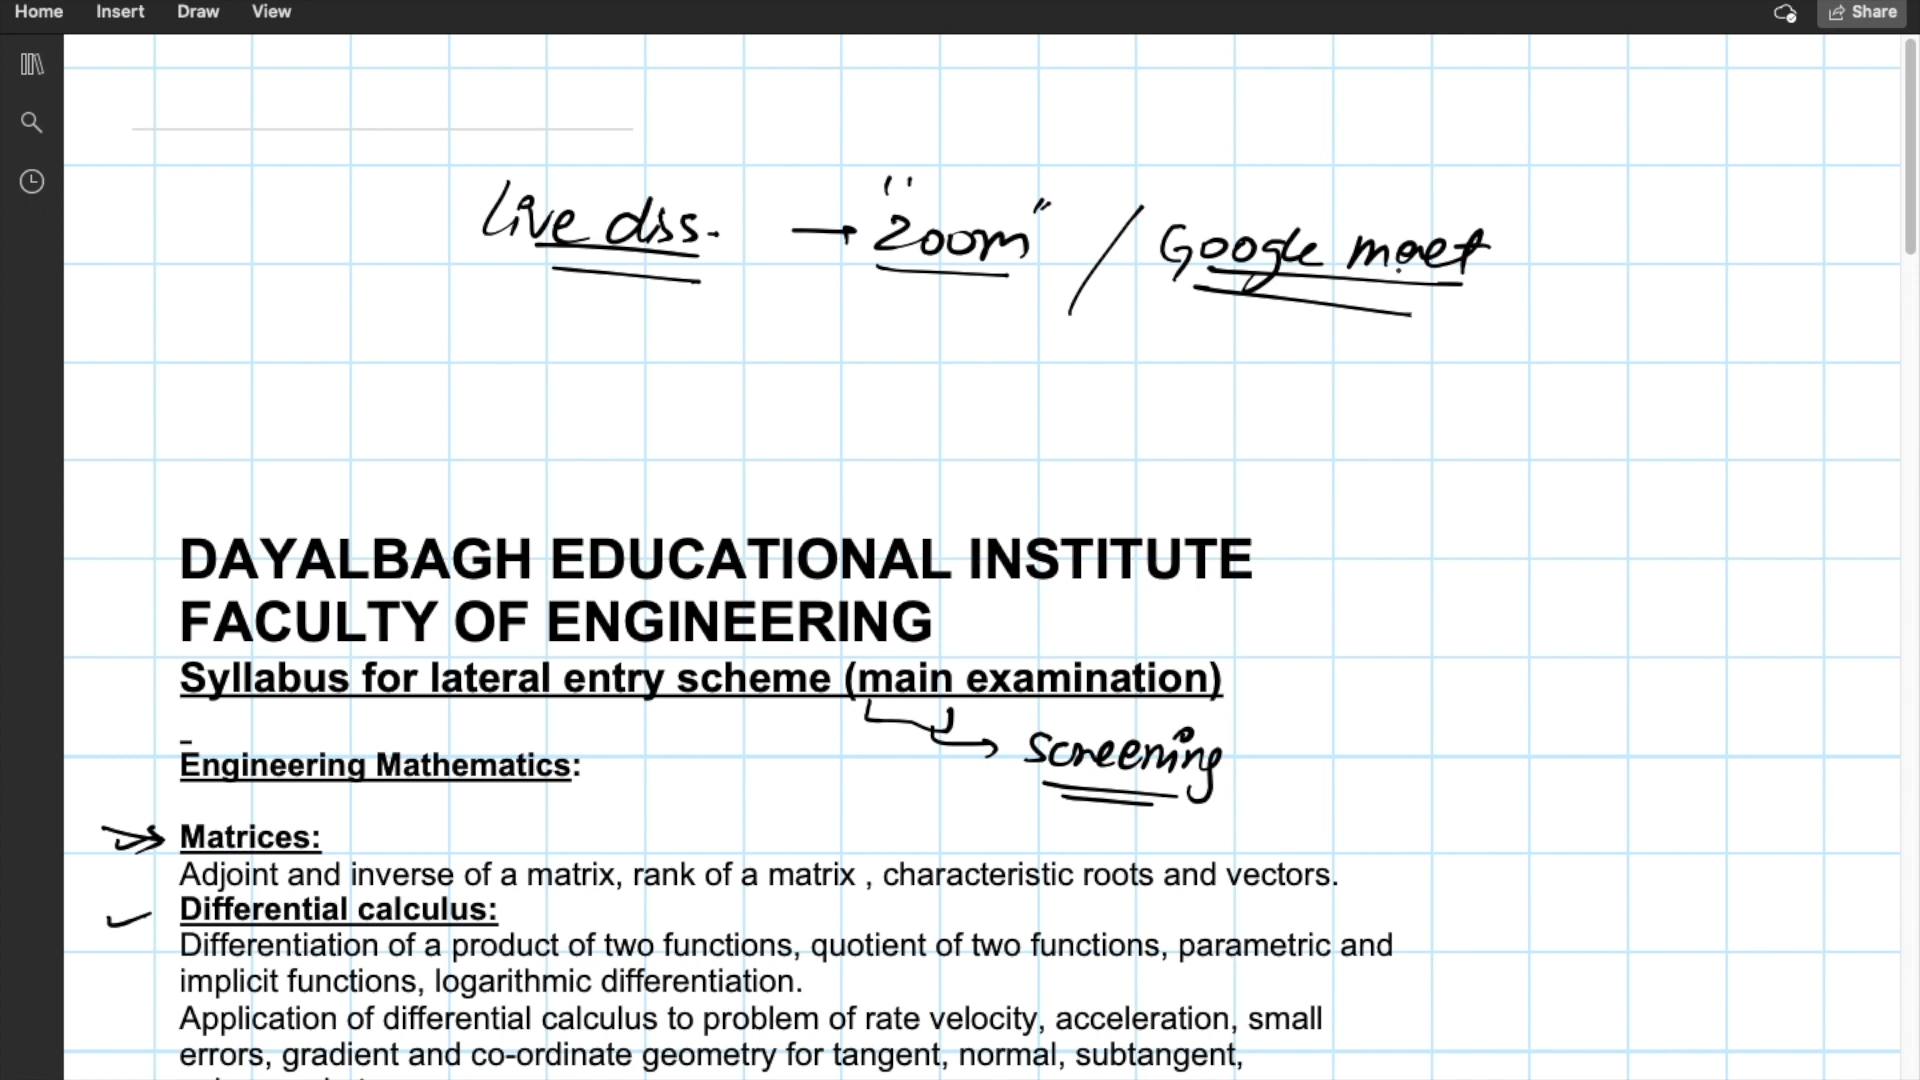 Home Insert Draw View Share
Live diss. → "Zoom" / Google meet
DAYALBAGH EDUCATIONAL INSTITUTE
FACULTY OF ENGINEERING
Syllabus for lateral entry scheme (main examination)
screening
Engineering Mathematics:
Matrices:
Adjoint and inverse of a matrix, rank of a matrix , characteristic roots and vectors.
Differential calculus:
Differentiation of a product of two functions, quotient of two functions, parametric and
implicit functions, logarithmic differentiation.
Application of differential calculus to problem of rate velocity, acceleration, small
errors, gradient and co-ordinate geometry for tangent, normal, subtangent,